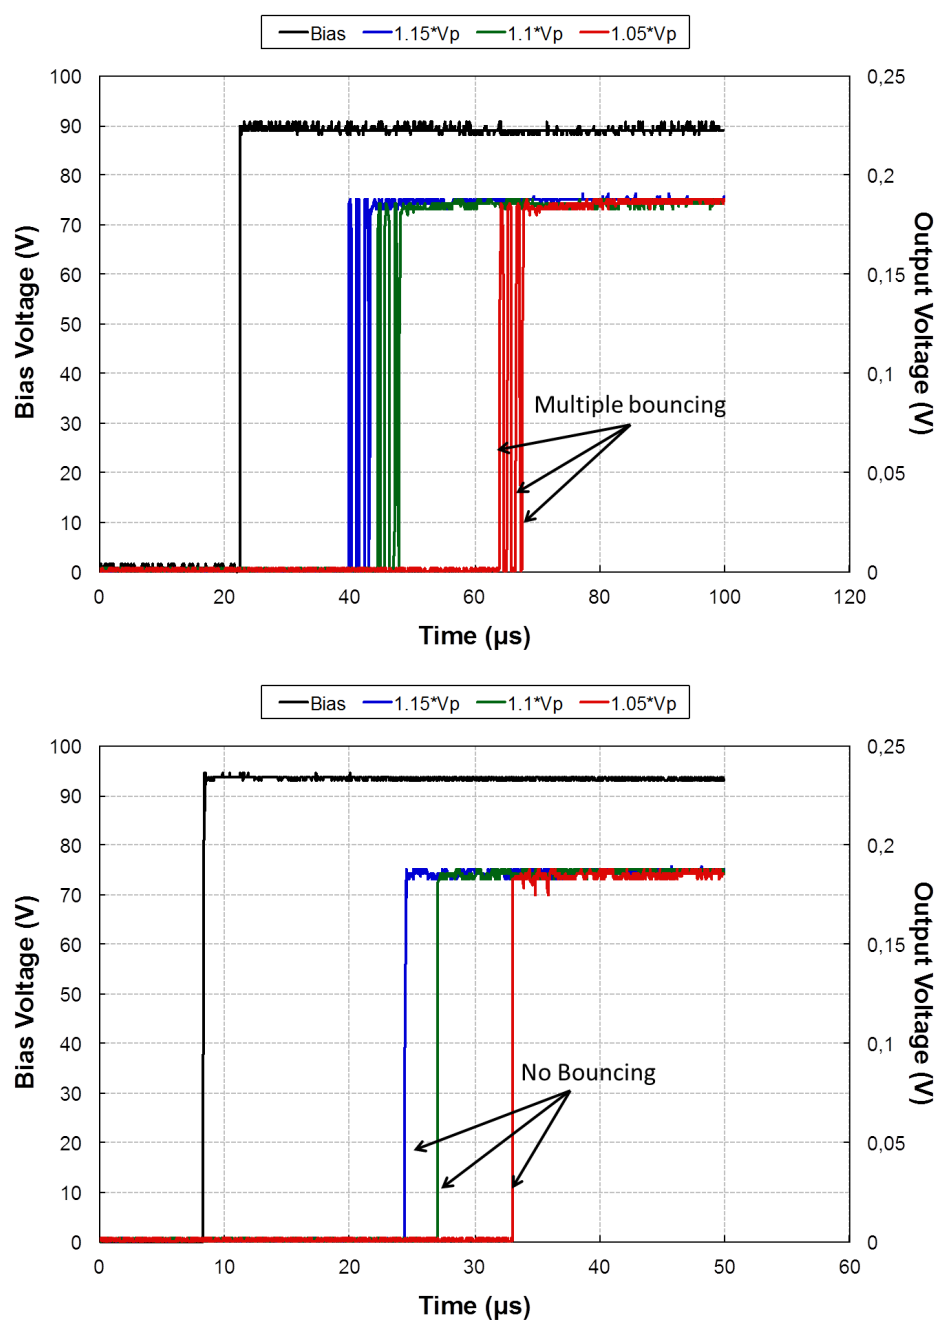 Bias 1.15*Vp 1.1*Vp 1.05*Vp
100 0,25
90
80 0,2
70
60 0,15
50
40 0,1
30
20 0,05
10
0 0
Bias Voltage (V)
Output Voltage (V)
Multiple bouncing
0 20 40 60 80 100 120
Time (µs)
Bias 1.15*Vp 1.1*Vp 1.05*Vp
100 0,25
90
80 0,2
70
60 0,15
50
40 0,1
30
20 0,05
10
0 0
Bias Voltage (V)
Output Voltage (V)
No Bouncing
0 10 20 30 40 50 60
Time (µs)